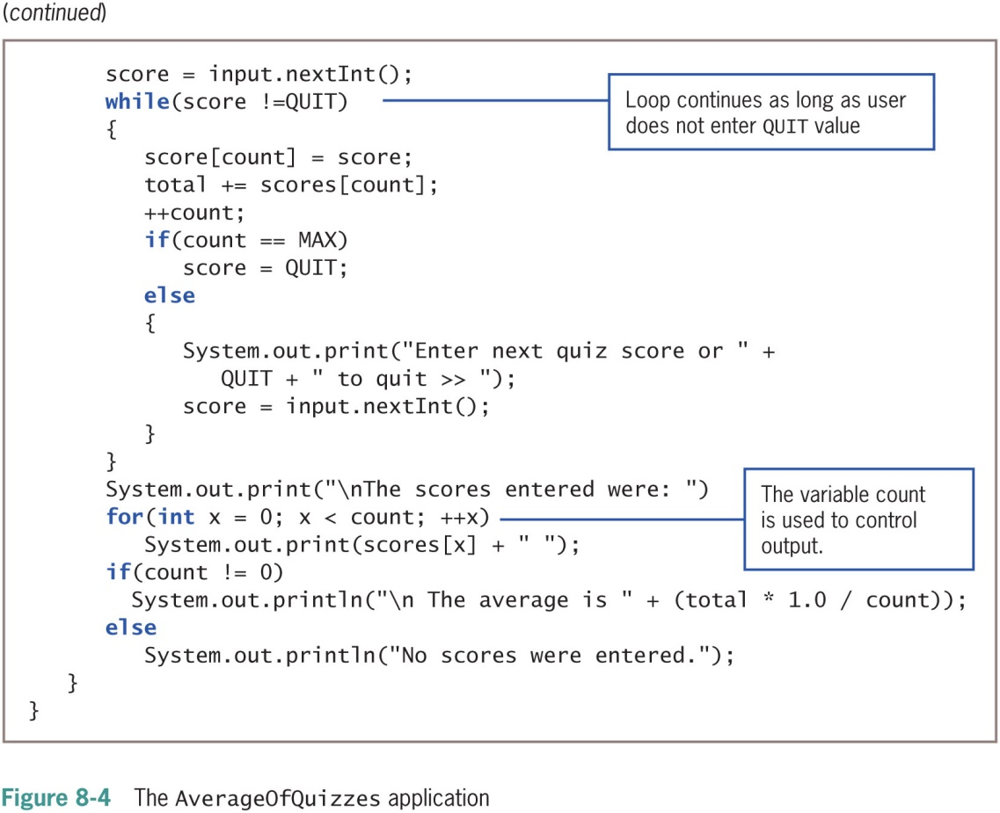 (continued)
score = input.nextInt();
while(score !=QUIT)
{
score[count] = score;
total += scores[count];
++count;
if(count == MAX)
score = QUIT;
else
{
System.out.print("Enter next quiz score or " +
QUIT + " to quit >> ");
score = input.nextInt();
}
}
System.out.print("\nThe scores entered were: ")
for(int x = 0; x < count; ++x)
System.out.print(scores[x] + " ");
if(count != 0)
System.out.println("\n The average is " + (total * 1.0 / count));
else
System.out.println("No scores were entered.");
}
}
Loop continues as long as user
does not enter QUIT value
The variable count
is used to control
output.
Figure 8-4 The AverageOfQuizzes application